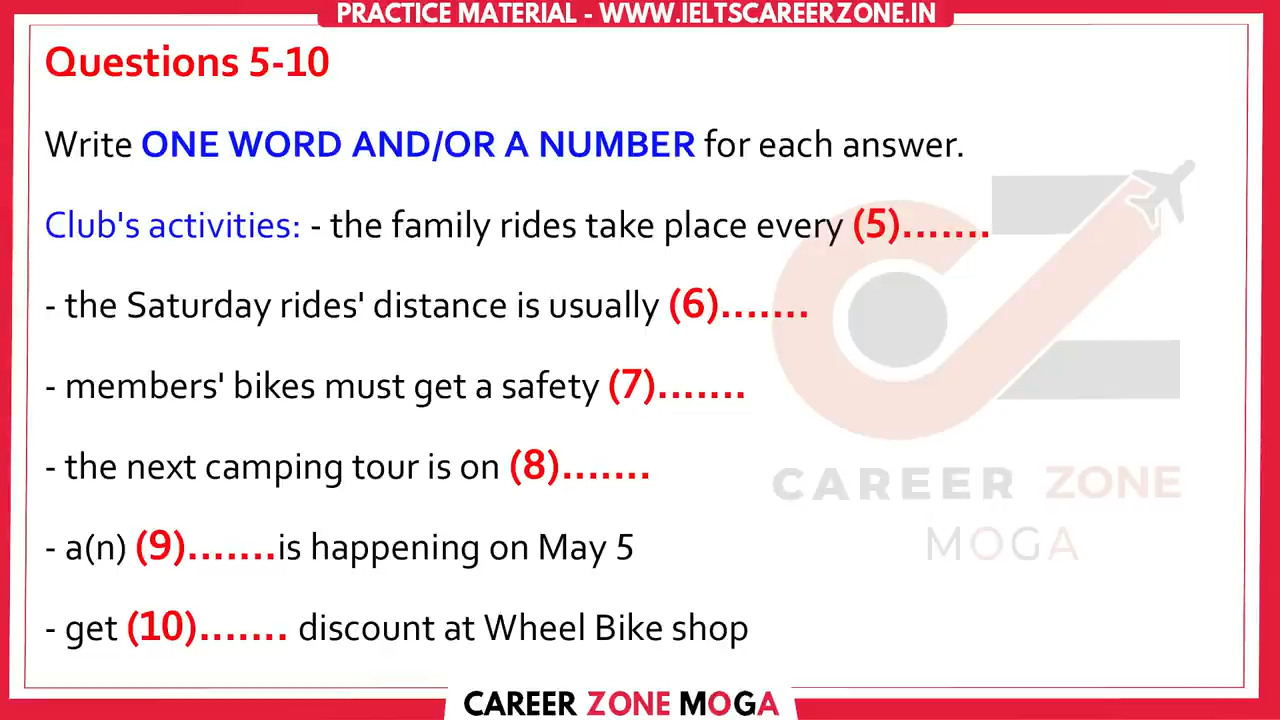 PRACTICE MATERIAL - WWW.IELTSCAREERZONE.IN
Questions 5-10
Write ONE WORD AND/OR A NUMBER for each answer.
Club's activities: - the family rides take place every (5).......
- the Saturday rides' distance is usually (6).......
- members' bikes must get a safety (7).......
- the next camping tour is on (8).......
CAREER ZONE
MOGA
- a(n) (9).......is happening on May 5
- get (10)....... discount at Wheel Bike shop
CAREER ZONE MOGA